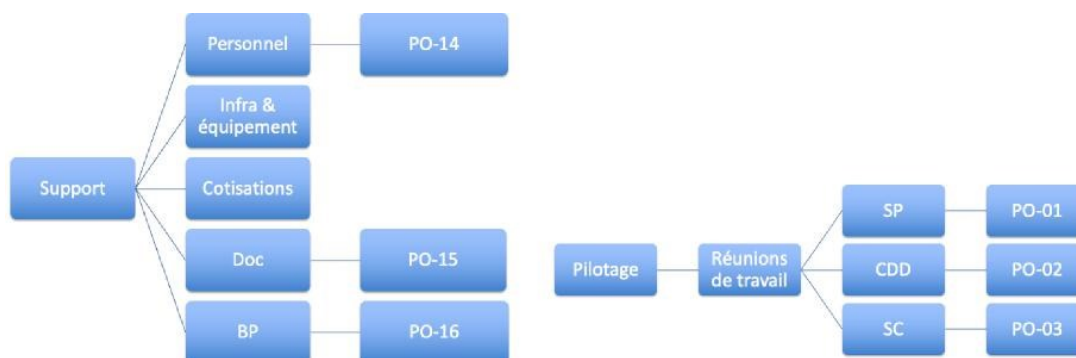 Support
Personnel
PO-14
Infra &
équipement
Cotisations
Doc
PO-15
BP
PO-16
Pilotage
Réunions
de travail
SP
PO-01
CDD
PO-02
SC
PO-03